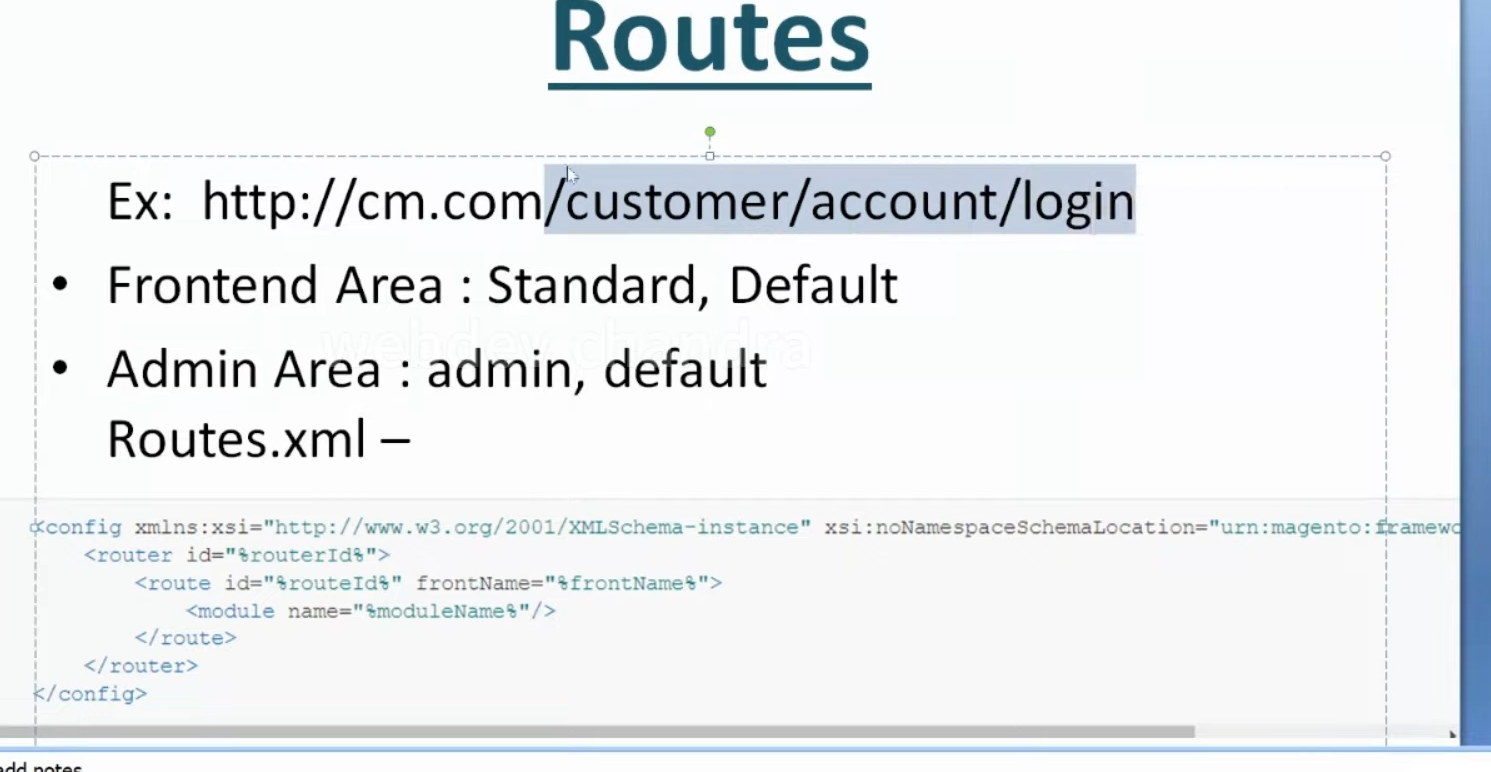 Routes
Ex: http://cm.com/customer/account/login
• Frontend Area : Standard, Default
webdev chandra
• Admin Area : admin, default
Routes.xml –
<config xmlns:xsi="http://www.w3.org/2001/XMLSchema-instance" xsi:noNamespaceSchemaLocation="urn:magento:framewo
<router id="%routerId%">
<route id="%routeId%" frontName="%frontName%">
<module name="%moduleName%"/>
</route>
</router>
</config>
add notes